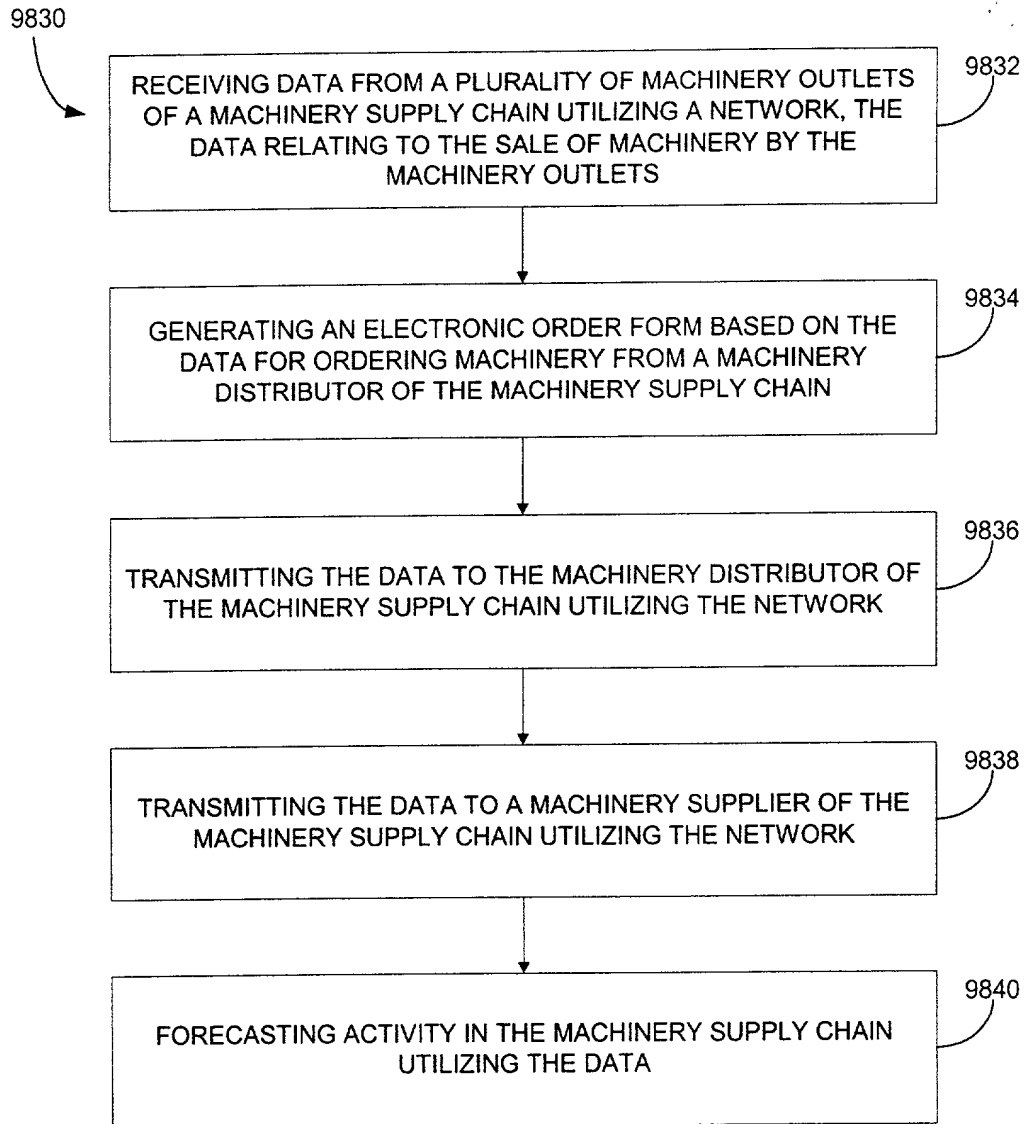 9830
RECEIVING DATA FROM A PLURALITY OF MACHINERY OUTLETS
OF A MACHINERY SUPPLY CHAIN UTILIZING A NETWORK, THE
DATA RELATING TO THE SALE OF MACHINERY BY THE
MACHINERY OUTLETS
9832
GENERATING AN ELECTRONIC ORDER FORM BASED ON THE
DATA FOR ORDERING MACHINERY FROM A MACHINERY
DISTRIBUTOR OF THE MACHINERY SUPPLY CHAIN
9834
TRANSMITTING THE DATA TO THE MACHINERY DISTRIBUTOR OF
THE MACHINERY SUPPLY CHAIN UTILIZING THE NETWORK
9836
TRANSMITTING THE DATA TO A MACHINERY SUPPLIER OF THE
MACHINERY SUPPLY CHAIN UTILIZING THE NETWORK
9838
FORECASTING ACTIVITY IN THE MACHINERY SUPPLY CHAIN
UTILIZING THE DATA
9840